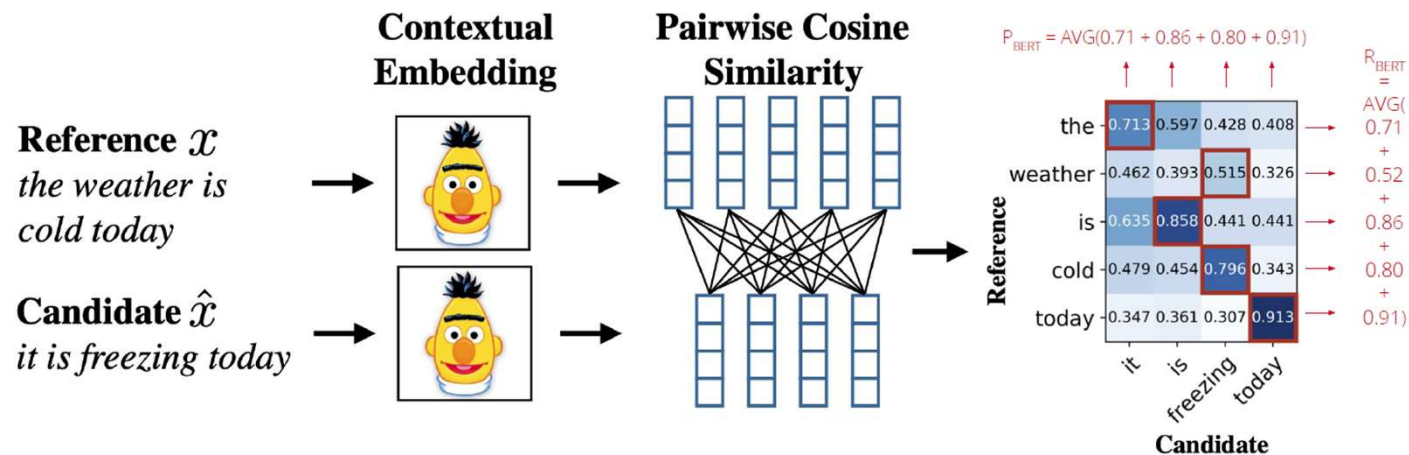 Contextual
Embedding
Pairwise Cosine
Similarity
Reference x
the weather is
cold today
Candidate x̂
it is freezing today
P_BERT = AVG(0.71 + 0.86 + 0.80 + 0.91)
R_BERT
=
AVG(
0.71
+
0.52
+
0.86
+
0.80
+
0.91)
Reference
the 0.713 0.597 0.428 0.408
weather 0.462 0.393 0.515 0.326
is 0.635 0.858 0.441 0.441
cold 0.479 0.454 0.796 0.343
today 0.347 0.361 0.307 0.913
it is freezing today
Candidate